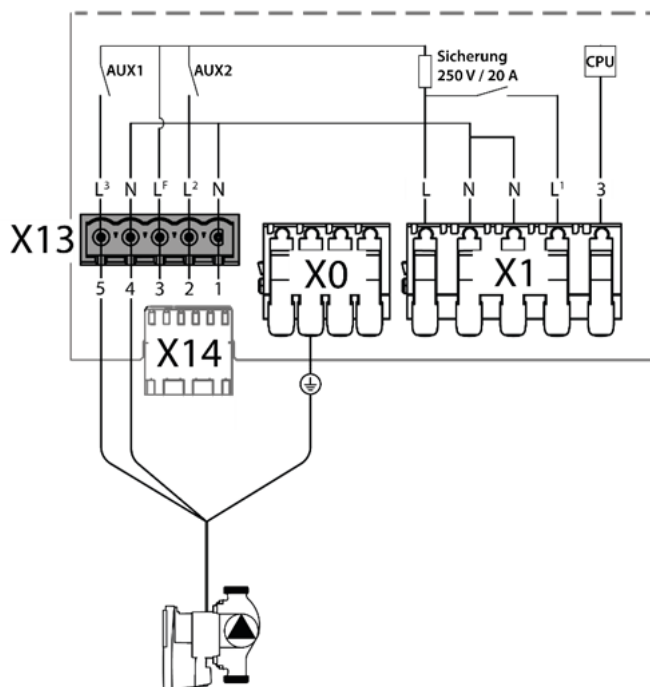 Sicherung
250 V / 20 A
CPU
AUX1
AUX2
L³ N Lᶠ L² N
L N N L¹ 3
X13
X0
X1
5 4 3 2 1
X14